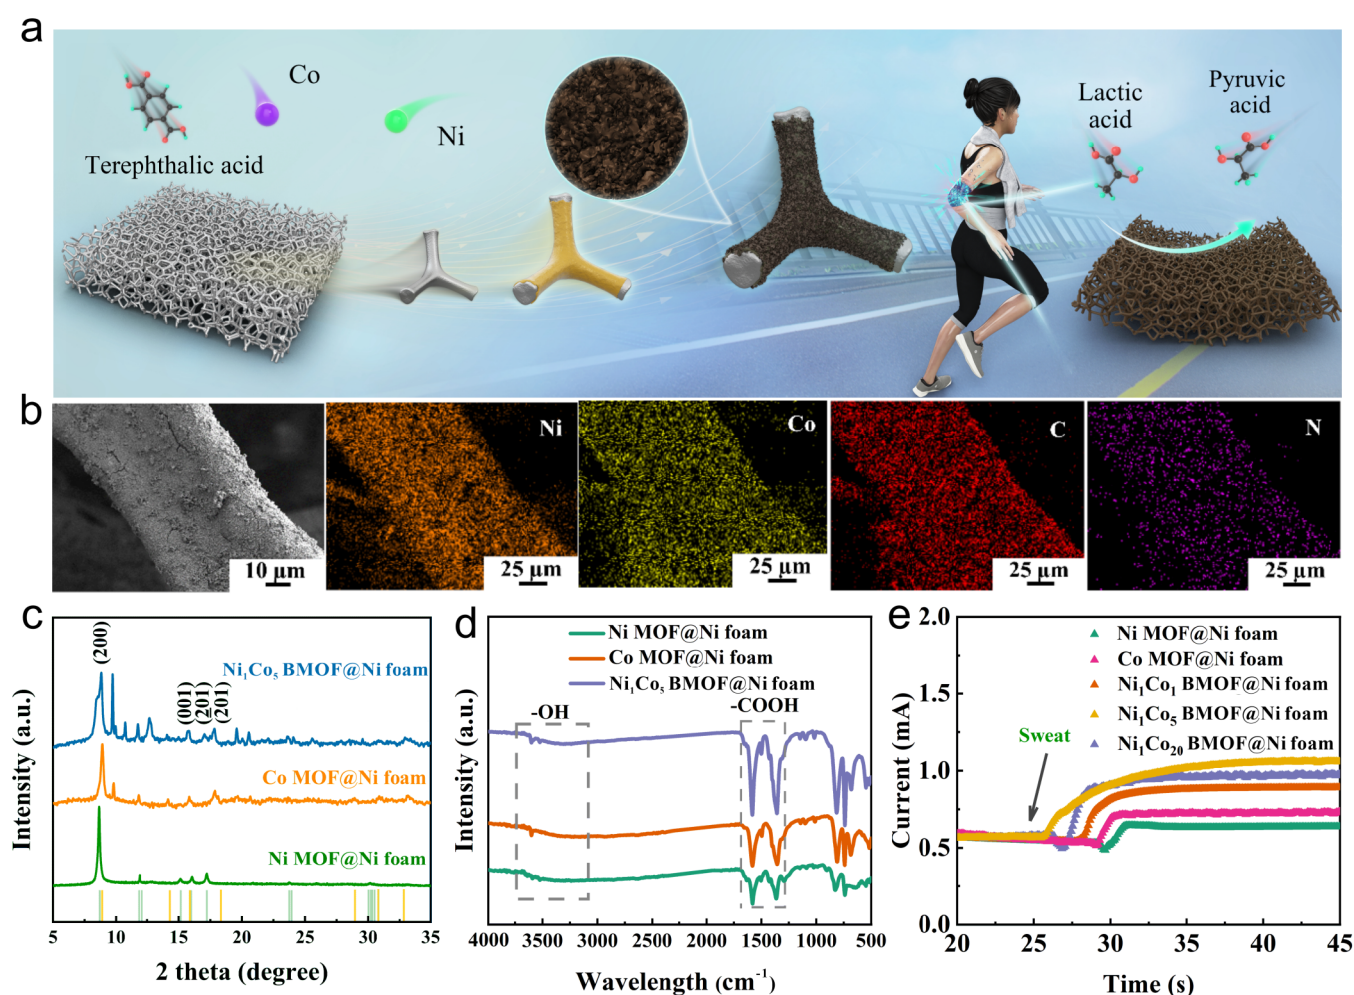 a
Co
Ni
Terephthalic acid
Lactic
acid
Pyruvic
acid
b
10 μm
Ni
25 μm
Co
25 μm
C
25 μm
N
25 μm
c
(200)
Ni₁Co₅ BMOF@Ni foam
(001)
(201)
(201)
Co MOF@Ni foam
Ni MOF@Ni foam
Intensity (a.u.)
5
10
15
20
25
30
35
2 theta (degree)
d
Ni MOF@Ni foam
Co MOF@Ni foam
Ni₁Co₅ BMOF@Ni foam
-OH
-COOH
Intensity (a.u.)
4000 3500 3000 2500 2000 1500 1000 500
Wavelength (cm⁻¹)
e
2.0
1.5
1.0
0.5
0.0
Current (mA)
Ni MOF@Ni foam
Co MOF@Ni foam
Ni₁Co₁ BMOF@Ni foam
Ni₁Co₅ BMOF@Ni foam
Ni₁Co₂₀ BMOF@Ni foam
Sweat
20 25 30 35 40 45
Time (s)